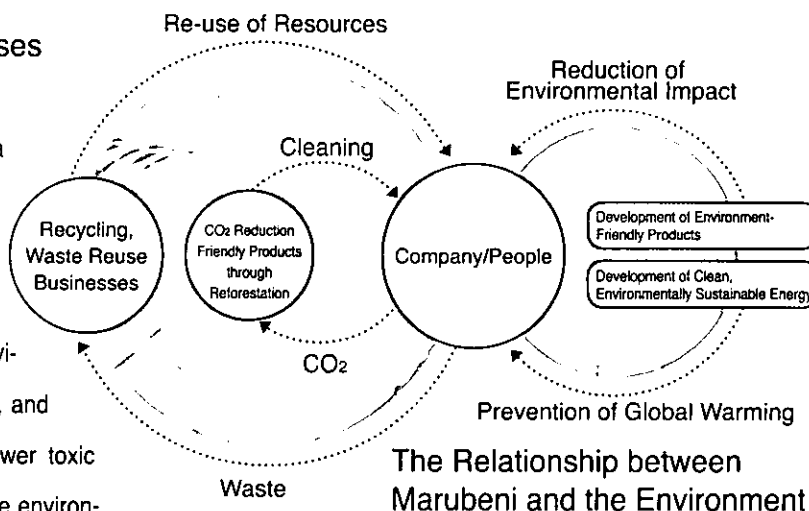 ses
a
vi-
, and
wer toxic
e environ-
Re-use of Resources
Reduction of
Environmental Impact
Cleaning
Recycling,
Waste Reuse
Businesses
CO₂ Reduction
Friendly Products
through
Reforestation
Company/People
Development of Environment-
Friendly Products
Development of Clean,
Environmentally Sustainable Energy
CO₂
Prevention of Global Warming
Waste
The Relationship between
Marubeni and the Environment